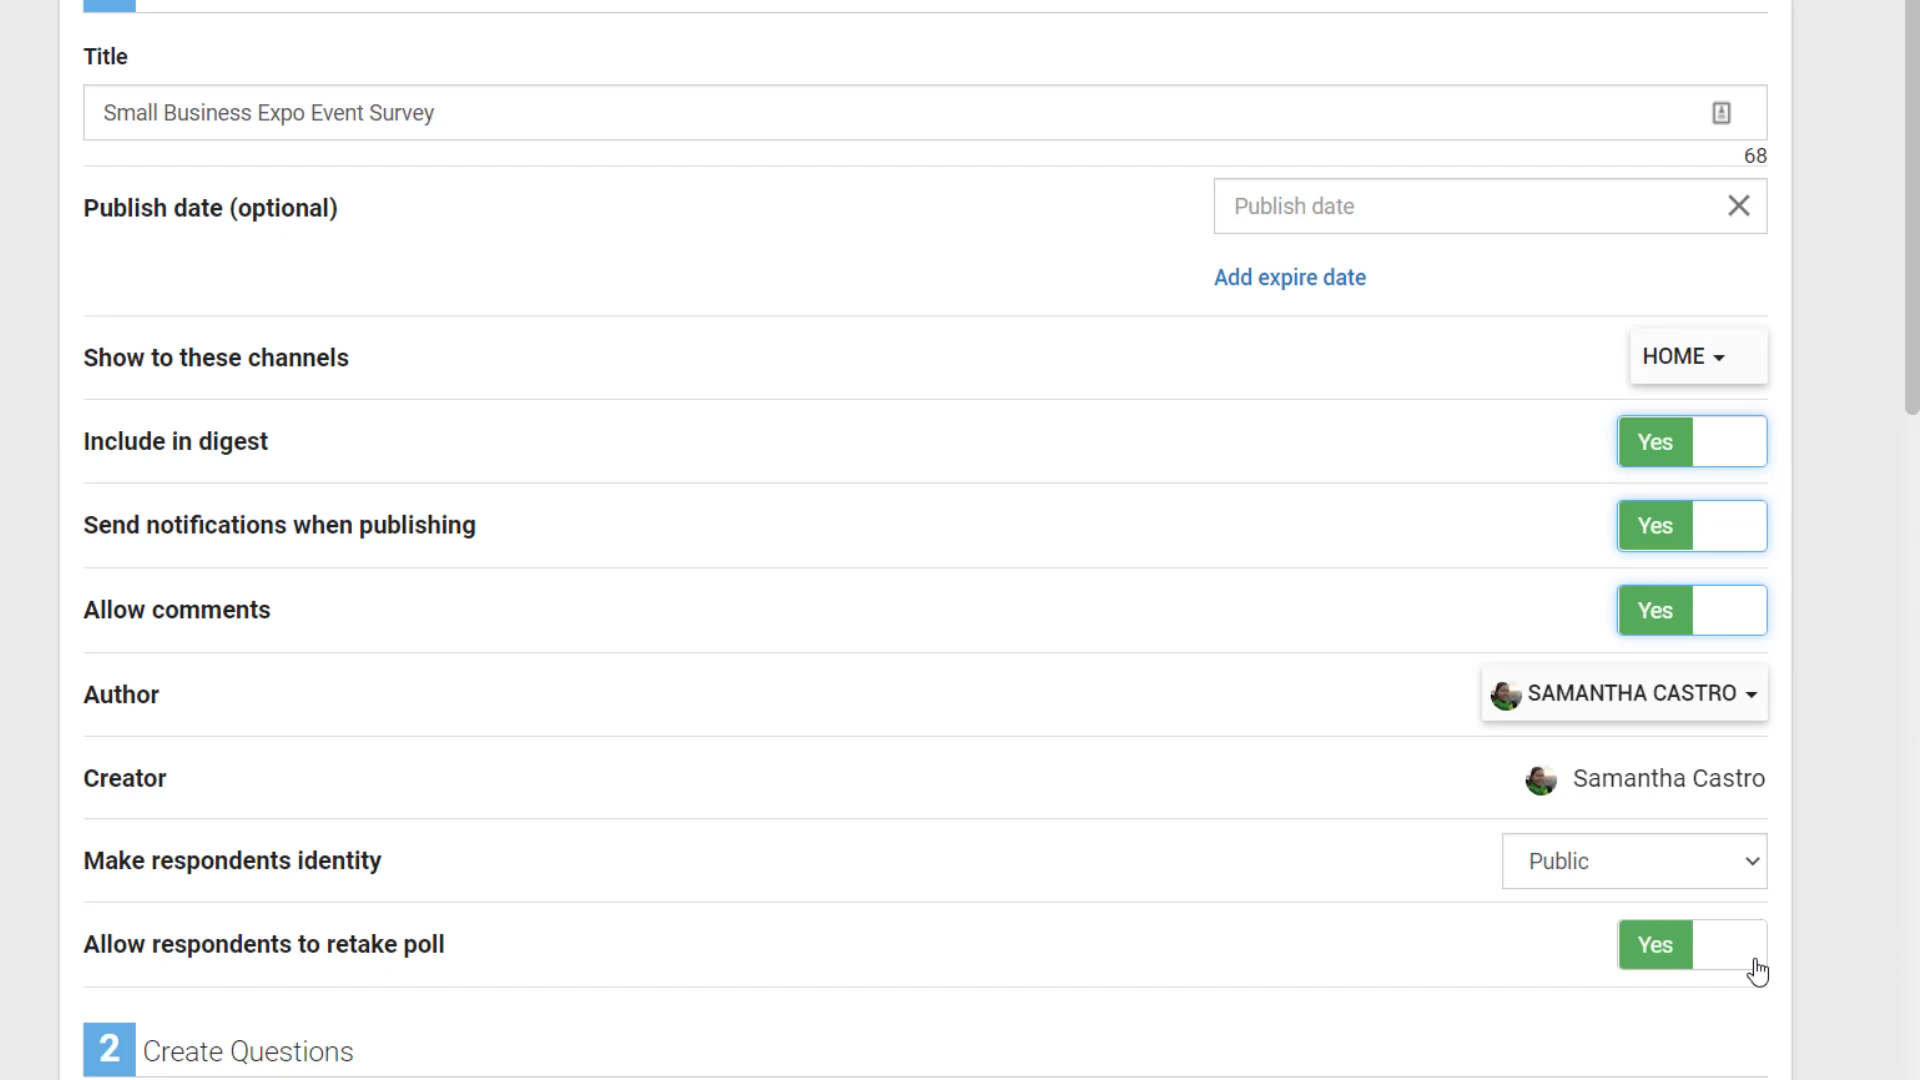 Title
Small Business Expo Event Survey
68
Publish date (optional)
Publish date
Add expire date
Show to these channels
HOME
Include in digest
Yes
Send notifications when publishing
Yes
Allow comments
Yes
Author
SAMANTHA CASTRO
Creator
Samantha Castro
Make respondents identity
Public
Allow respondents to retake poll
Yes
2 Create Questions